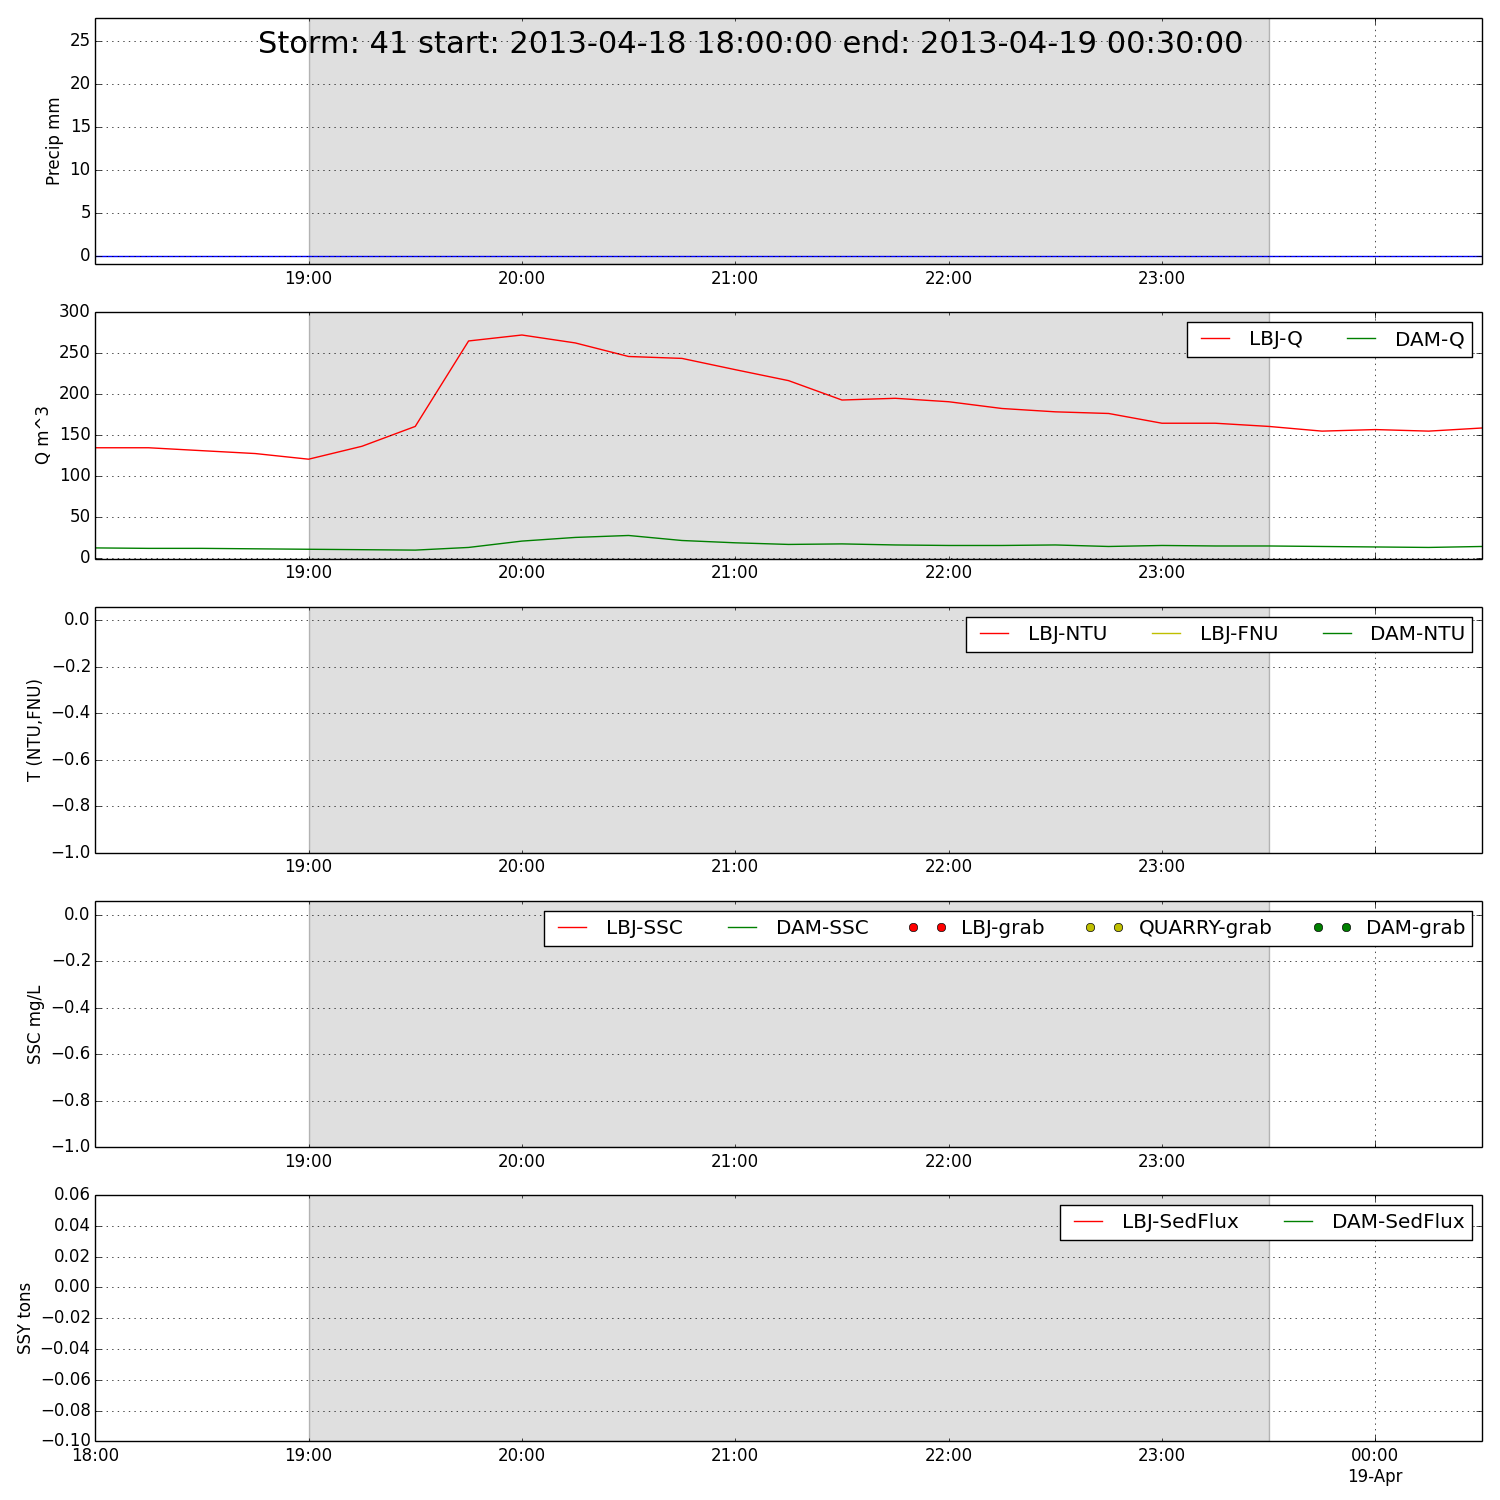 Storm: 41 start: 2013-04-18 18:00:00 end: 2013-04-19 00:30:00
Precip mm
25
20
15
10
5
0
19:00 20:00 21:00 22:00 23:00
LBJ-Q DAM-Q
Q m^3
300
250
200
150
100
50
0
19:00 20:00 21:00 22:00 23:00
LBJ-NTU LBJ-FNU DAM-NTU
T (NTU,FNU)
0.0
−0.2
−0.4
−0.6
−0.8
−1.0
19:00 20:00 21:00 22:00 23:00
LBJ-SSC DAM-SSC LBJ-grab QUARRY-grab DAM-grab
SSC mg/L
0.0
−0.2
−0.4
−0.6
−0.8
−1.0
19:00 20:00 21:00 22:00 23:00
LBJ-SedFlux DAM-SedFlux
SSY tons
0.06
0.04
0.02
0.00
−0.02
−0.04
−0.06
−0.08
−0.10
18:00 19:00 20:00 21:00 22:00 23:00 00:00
19-Apr